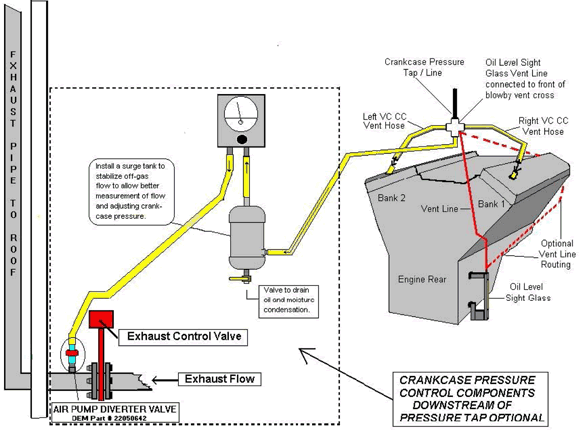 EXHAUST PIPE TO ROOF
Crankcase Pressure
Tap / Line
Oil Level Sight
Glass Vent Line
connected to front of
blowby vent cross
Left VC CC
Vent Hose
Right VC CC
Vent Hose
Install a surge tank to
stabilize off-gas
flow to allow better
measurement of flow
and adjusting crank-
case pressure.
Bank 2
Vent Line
Bank 1
Optional
Vent Line
Routing
Engine Rear
Oil Level
Sight Glass
Valve to drain
oil and moisture
condensation.
Exhaust Control Valve
Exhaust Flow
AIR PUMP DIVERTER VALVE
OEM Part # 22050642
CRANKCASE PRESSURE
CONTROL COMPONENTS
DOWNSTREAM OF
PRESSURE TAP OPTIONAL